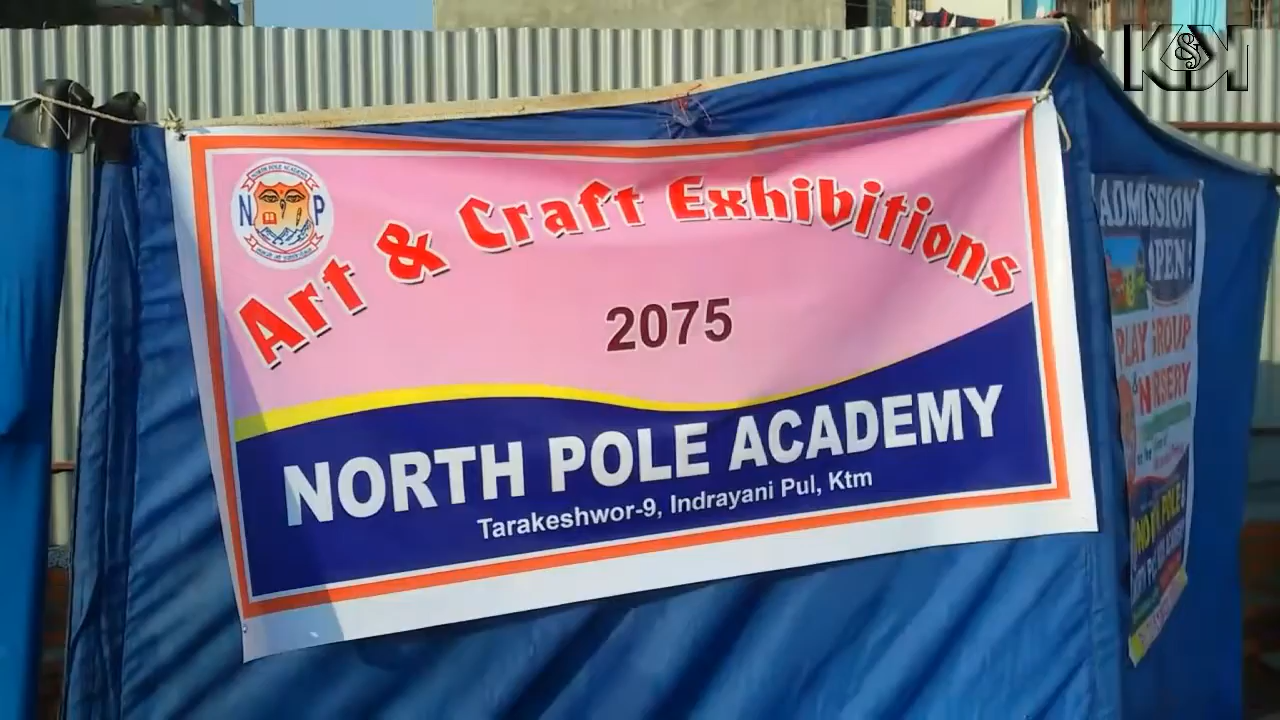 Art & Craft Exhibitions
2075
NORTH POLE ACADEMY
Tarakeshwor-9, Indrayani Pul, Ktm
NORTH POLE ACADEMY
N P
ADMISSION
OPEN!
PLAY GROUP
& NURSERY